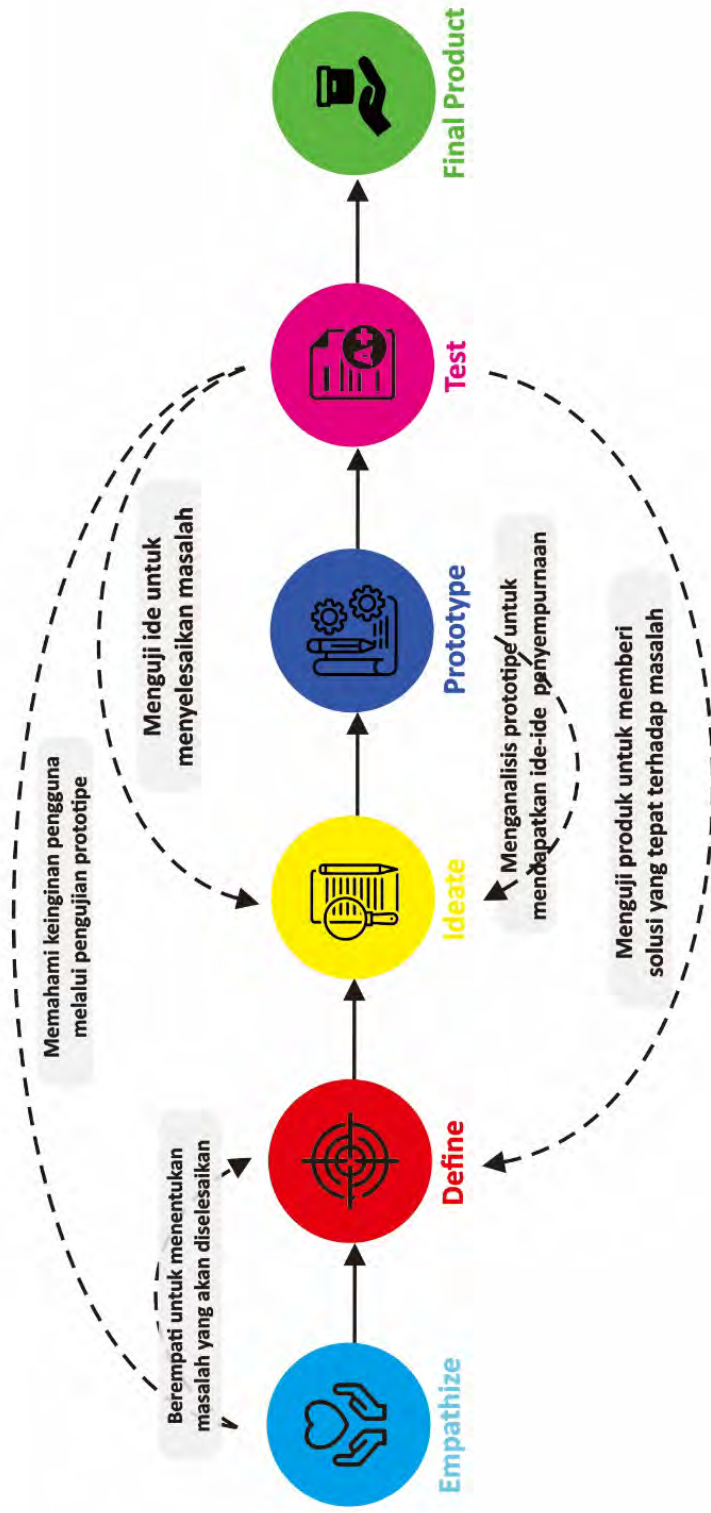 Memahami keinginan pengguna
melalui pengujian prototipe
Menguji ide untuk
menyelesaikan masalah
Berempati untuk menentukan
masalah yang akan diselesaikan
A+
Empathize
Define
Ideate
Prototype
Test
Final Product
Menganalisis prototipe untuk
mendapatkan ide-ide penyempurnaan
Menguji produk untuk memberi
solusi yang tepat terhadap masalah